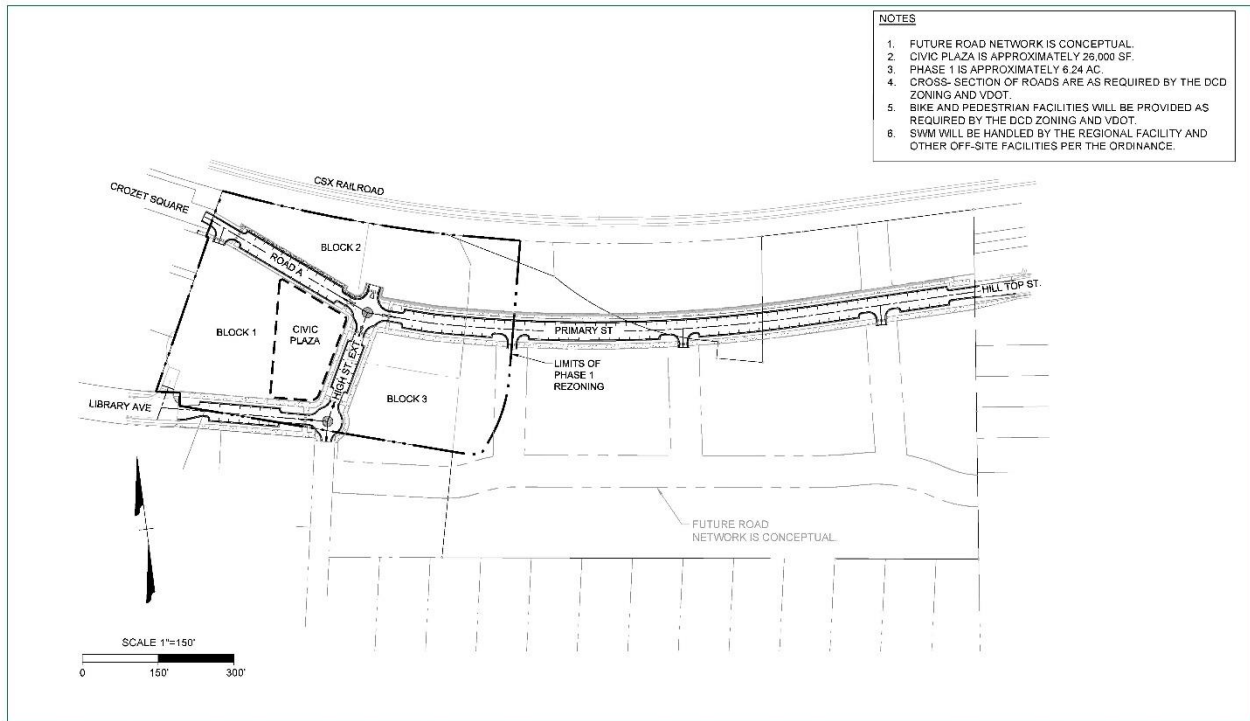 NOTES
1. FUTURE ROAD NETWORK IS CONCEPTUAL.
2. CIVIC PLAZA IS APPROXIMATELY 26,000 SF.
3. PHASE 1 IS APPROXIMATELY 6.24 AC.
4. CROSS- SECTION OF ROADS ARE AS REQUIRED BY THE DCD
ZONING AND VDOT.
5. BIKE AND PEDESTRIAN FACILITIES WILL BE PROVIDED AS
REQUIRED BY THE DCD ZONING AND VDOT.
6. SWM WILL BE HANDLED BY THE REGIONAL FACILITY AND
OTHER OFF-SITE FACILITIES PER THE ORDINANCE.
CSX RAILROAD
CROZET SQUARE
BLOCK 2
ROAD A
HILL TOP ST.
BLOCK 1
CIVIC
PLAZA
PRIMARY ST
HIGH ST. EXT
LIMITS OF
PHASE 1
REZONING
BLOCK 3
LIBRARY AVE
FUTURE ROAD
NETWORK IS CONCEPTUAL.
SCALE 1"=150'
0 150' 300'